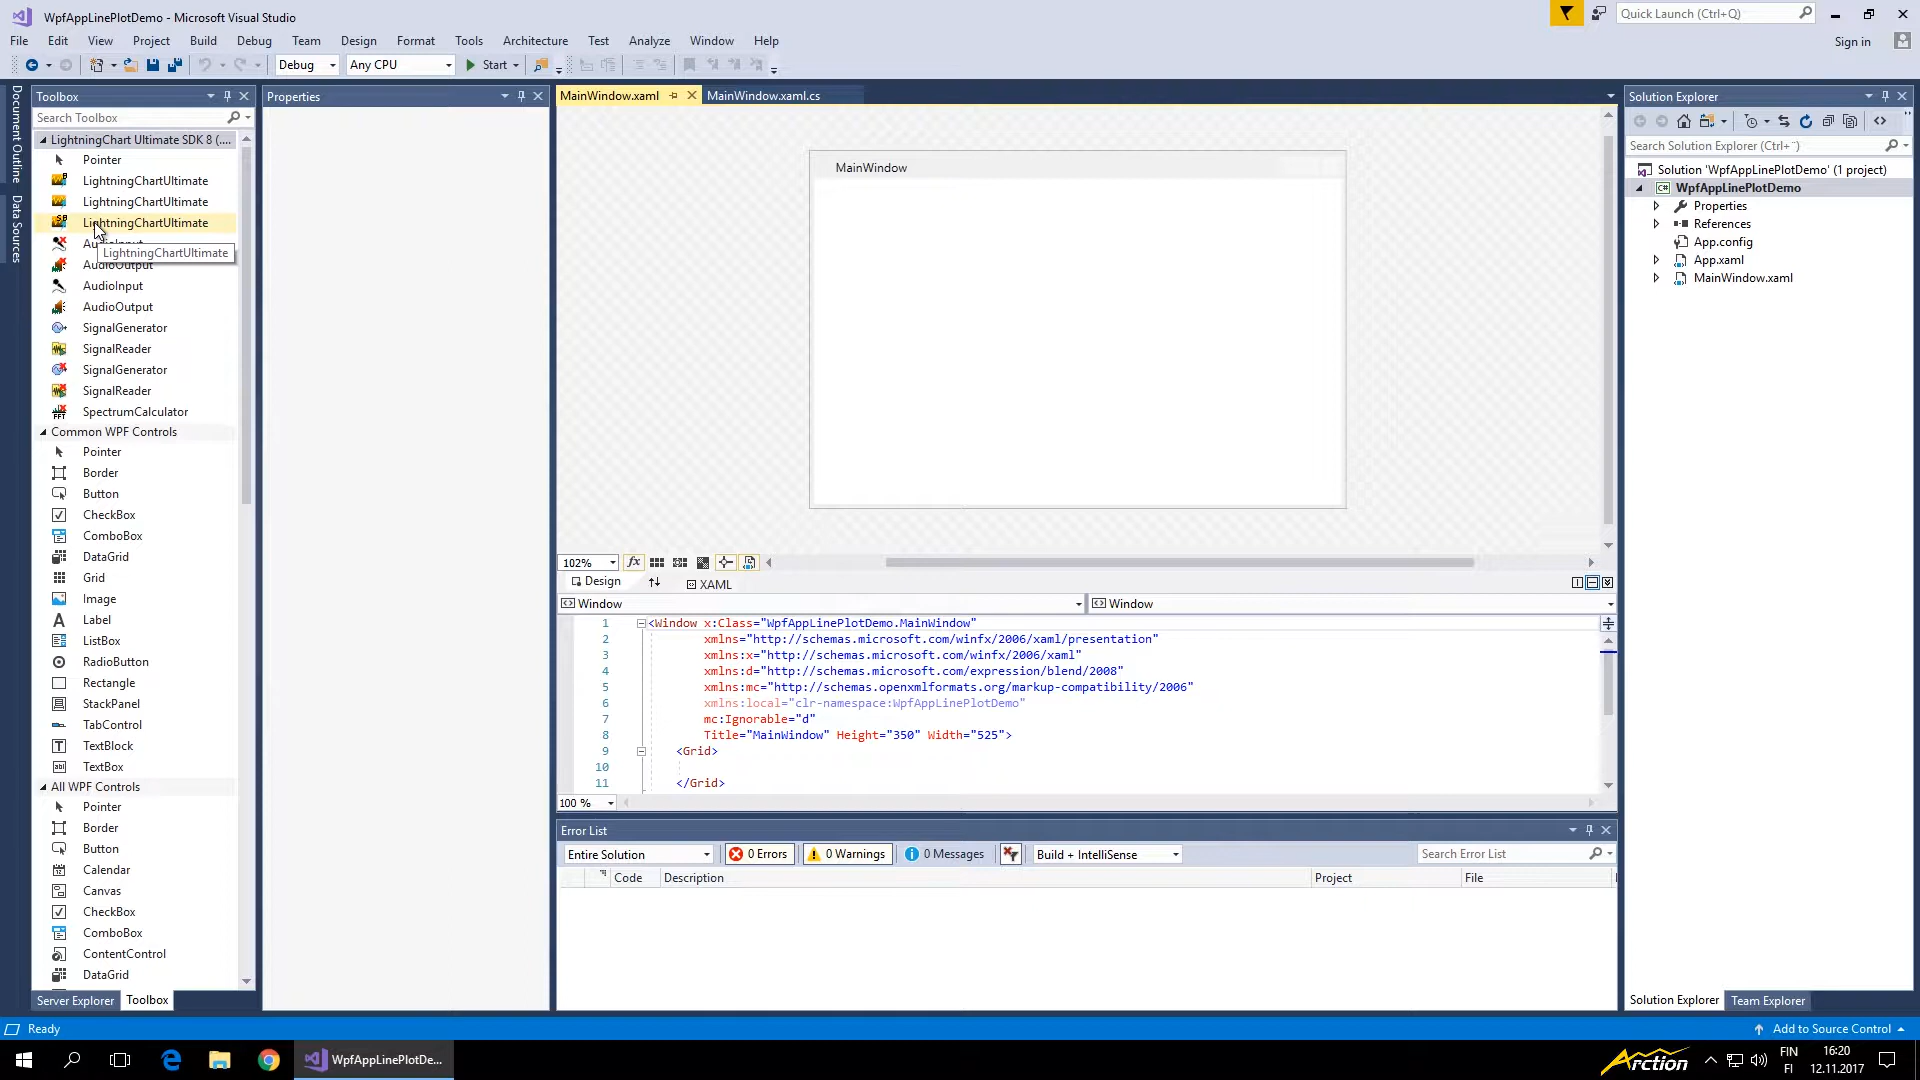 WpfAppLinePlotDemo - Microsoft Visual Studio
Quick Launch (Ctrl+Q)
File Edit View Project Build Debug Team Design Format Tools Architecture Test Analyze Window Help
Sign in
Debug Any CPU Start
Document Outline
Data Sources
Toolbox
Search Toolbox
LightningChart Ultimate SDK 8 (....
Pointer
LightningChartUltimate
LightningChartUltimate
LightningChartUltimate
LightningChartUltimate
AudioOutput
AudioInput
AudioOutput
SignalGenerator
SignalReader
SignalGenerator
SignalReader
SpectrumCalculator
Common WPF Controls
Pointer
Border
Button
CheckBox
ComboBox
DataGrid
Grid
Image
Label
ListBox
RadioButton
Rectangle
StackPanel
TabControl
TextBlock
TextBox
All WPF Controls
Pointer
Border
Button
Calendar
Canvas
CheckBox
ComboBox
ContentControl
DataGrid
Server Explorer Toolbox
Properties
MainWindow.xaml MainWindow.xaml.cs
MainWindow
102%
Design XAML
Window Window
1 <Window x:Class="WpfAppLinePlotDemo.MainWindow"
2 xmlns="http://schemas.microsoft.com/winfx/2006/xaml/presentation"
3 xmlns:x="http://schemas.microsoft.com/winfx/2006/xaml"
4 xmlns:d="http://schemas.microsoft.com/expression/blend/2008"
5 xmlns:mc="http://schemas.openxmlformats.org/markup-compatibility/2006"
6 xmlns:local="clr-namespace:WpfAppLinePlotDemo"
7 mc:Ignorable="d"
8 Title="MainWindow" Height="350" Width="525">
9 <Grid>
10
11 </Grid>
100 %
Error List
Entire Solution 0 Errors 0 Warnings 0 Messages Build + IntelliSense Search Error List
Code Description Project File
Solution Explorer
Search Solution Explorer (Ctrl+¨)
Solution 'WpfAppLinePlotDemo' (1 project)
WpfAppLinePlotDemo
Properties
References
App.config
App.xaml
MainWindow.xaml
Solution Explorer Team Explorer
Ready
Add to Source Control
WpfAppLinePlotDe...
Arction
FIN
FI
16:20
12.11.2017